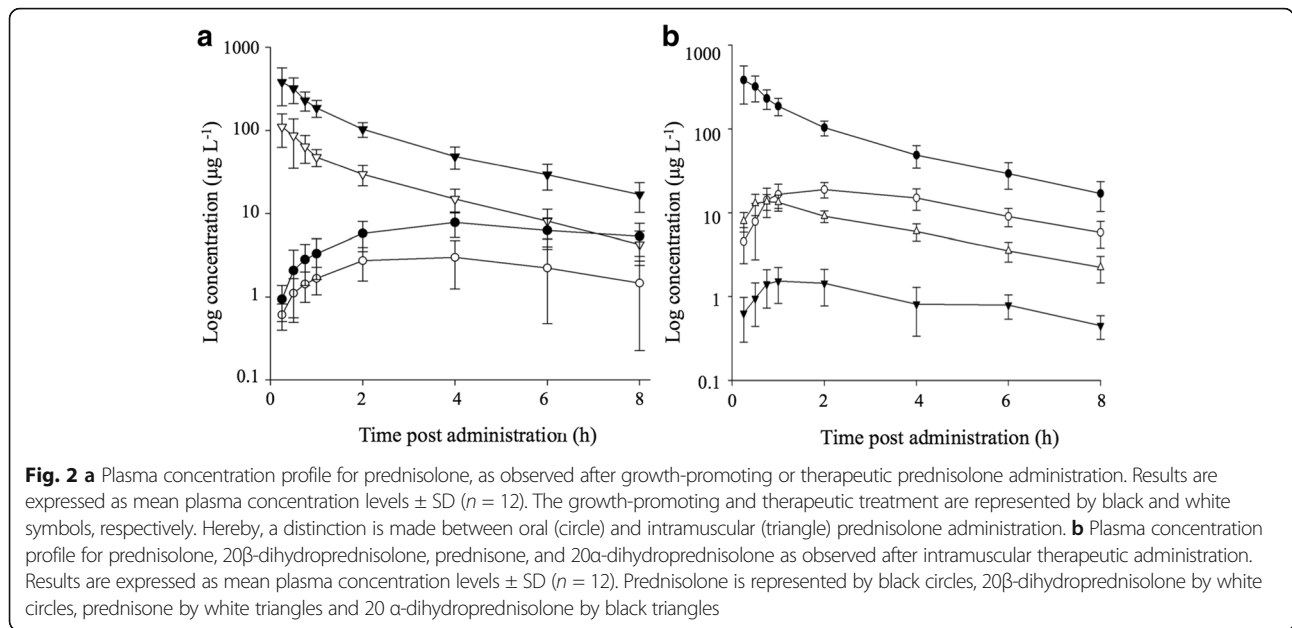 a
b
1000
100
10
1
0.1
Log concentration (µg L-1)
0
2
4
6
8
Time post administration (h)
1000
100
10
1
0.1
Log concentration (µg L-1)
0
2
4
6
8
Time post administration (h)
Fig. 2 a Plasma concentration profile for prednisolone, as observed after growth-promoting or therapeutic prednisolone administration. Results are
expressed as mean plasma concentration levels ± SD (n = 12). The growth-promoting and therapeutic treatment are represented by black and white
symbols, respectively. Hereby, a distinction is made between oral (circle) and intramuscular (triangle) prednisolone administration. b Plasma concentration
profile for prednisolone, 20β-dihydroprednisolone, prednisone, and 20α-dihydroprednisolone as observed after intramuscular therapeutic administration.
Results are expressed as mean plasma concentration levels ± SD (n = 12). Prednisolone is represented by black circles, 20β-dihydroprednisolone by white
circles, prednisone by white triangles and 20 α-dihydroprednisolone by black triangles